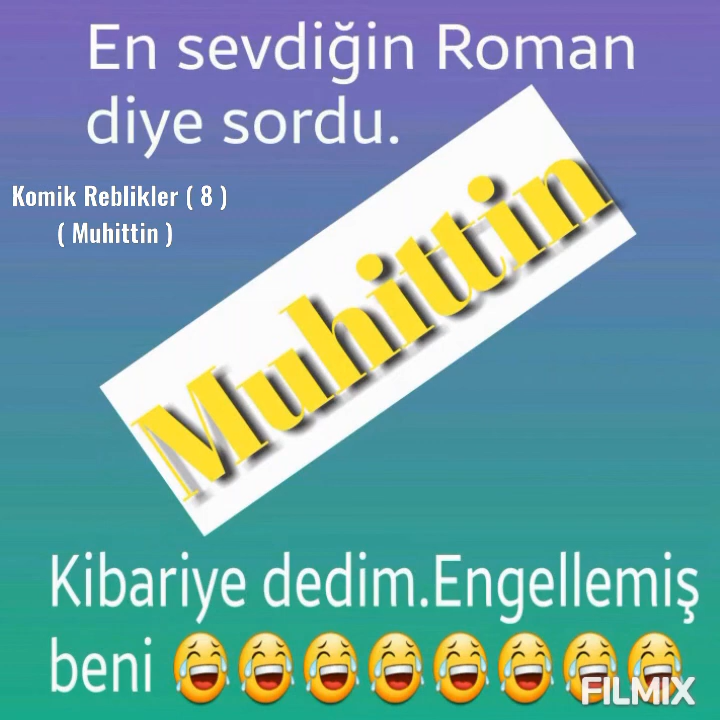 En sevdiğin Roman
diye sordu.
Komik Reblikler ( 8 )
( Muhittin )
Muhittin
Kibariye dedim.Engellemiş
beni 😂😂😂😂😂😂😂😂
FILMIX